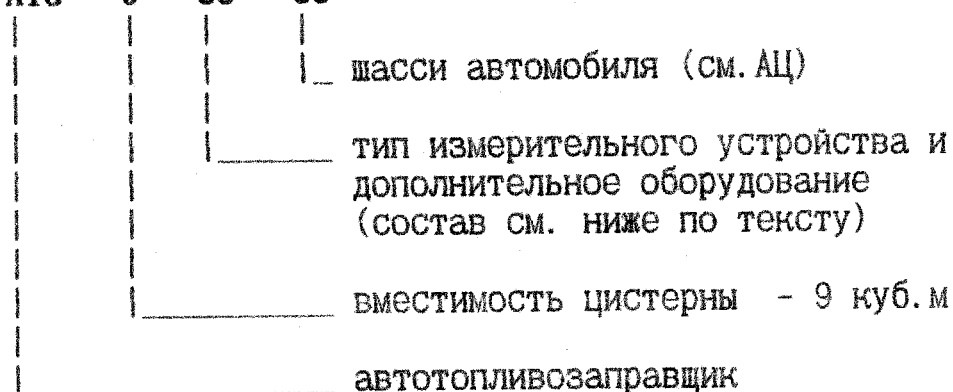 шасси автомобиля (см. АЦ)
тип измерительного устройства и
дополнительное оборудование
(состав см. ниже по тексту)
вместимость цистерны - 9 куб.м
автотопливозаправщик